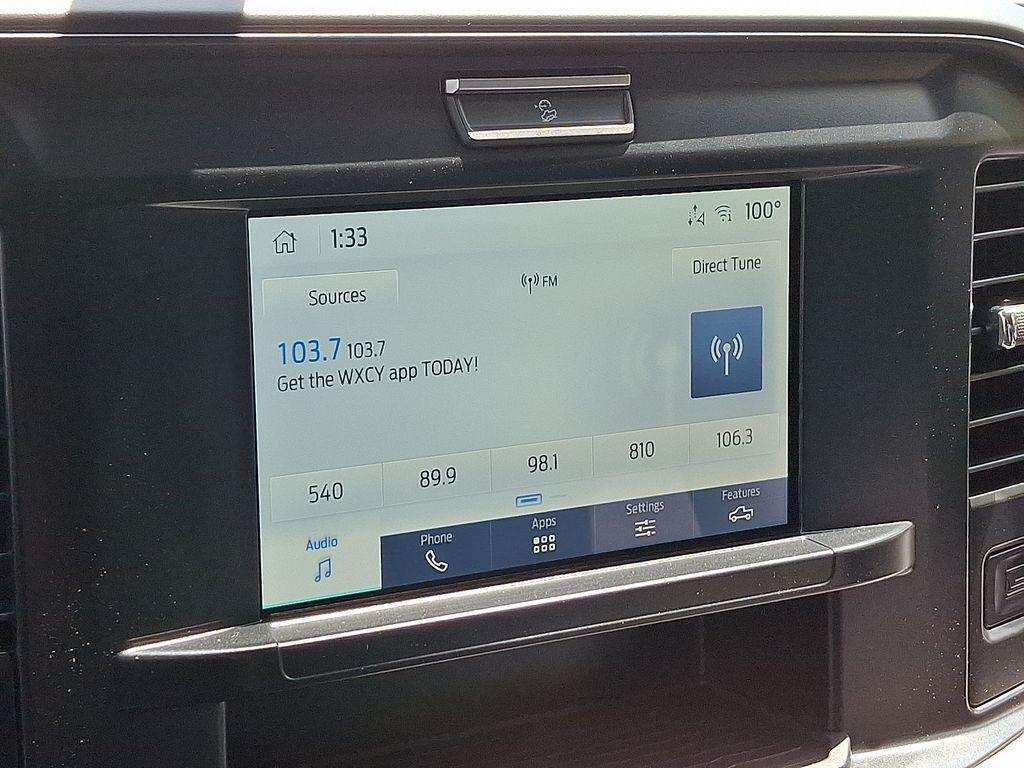 1:33
100°
Sources
FM
Direct Tune
103.7 103.7
Get the WXCY app TODAY!
540
89.9
98.1
810
106.3
Audio
Phone
Apps
Settings
Features